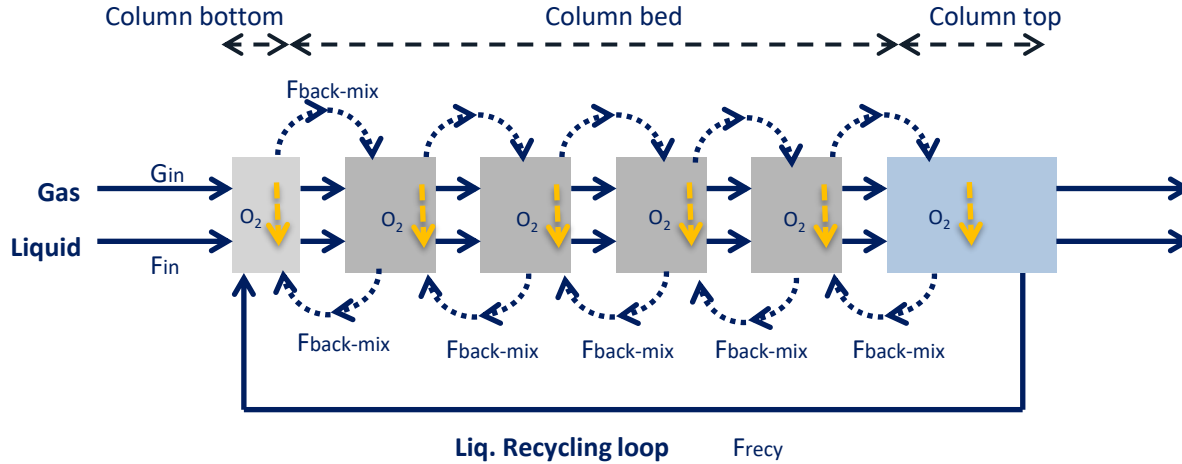 Column bottom Column bed Column top
Fback-mix
Gas Gin
O2 O2 O2 O2 O2 O2
Liquid Fin
Fback-mix Fback-mix Fback-mix Fback-mix Fback-mix
Liq. Recycling loop Frecy